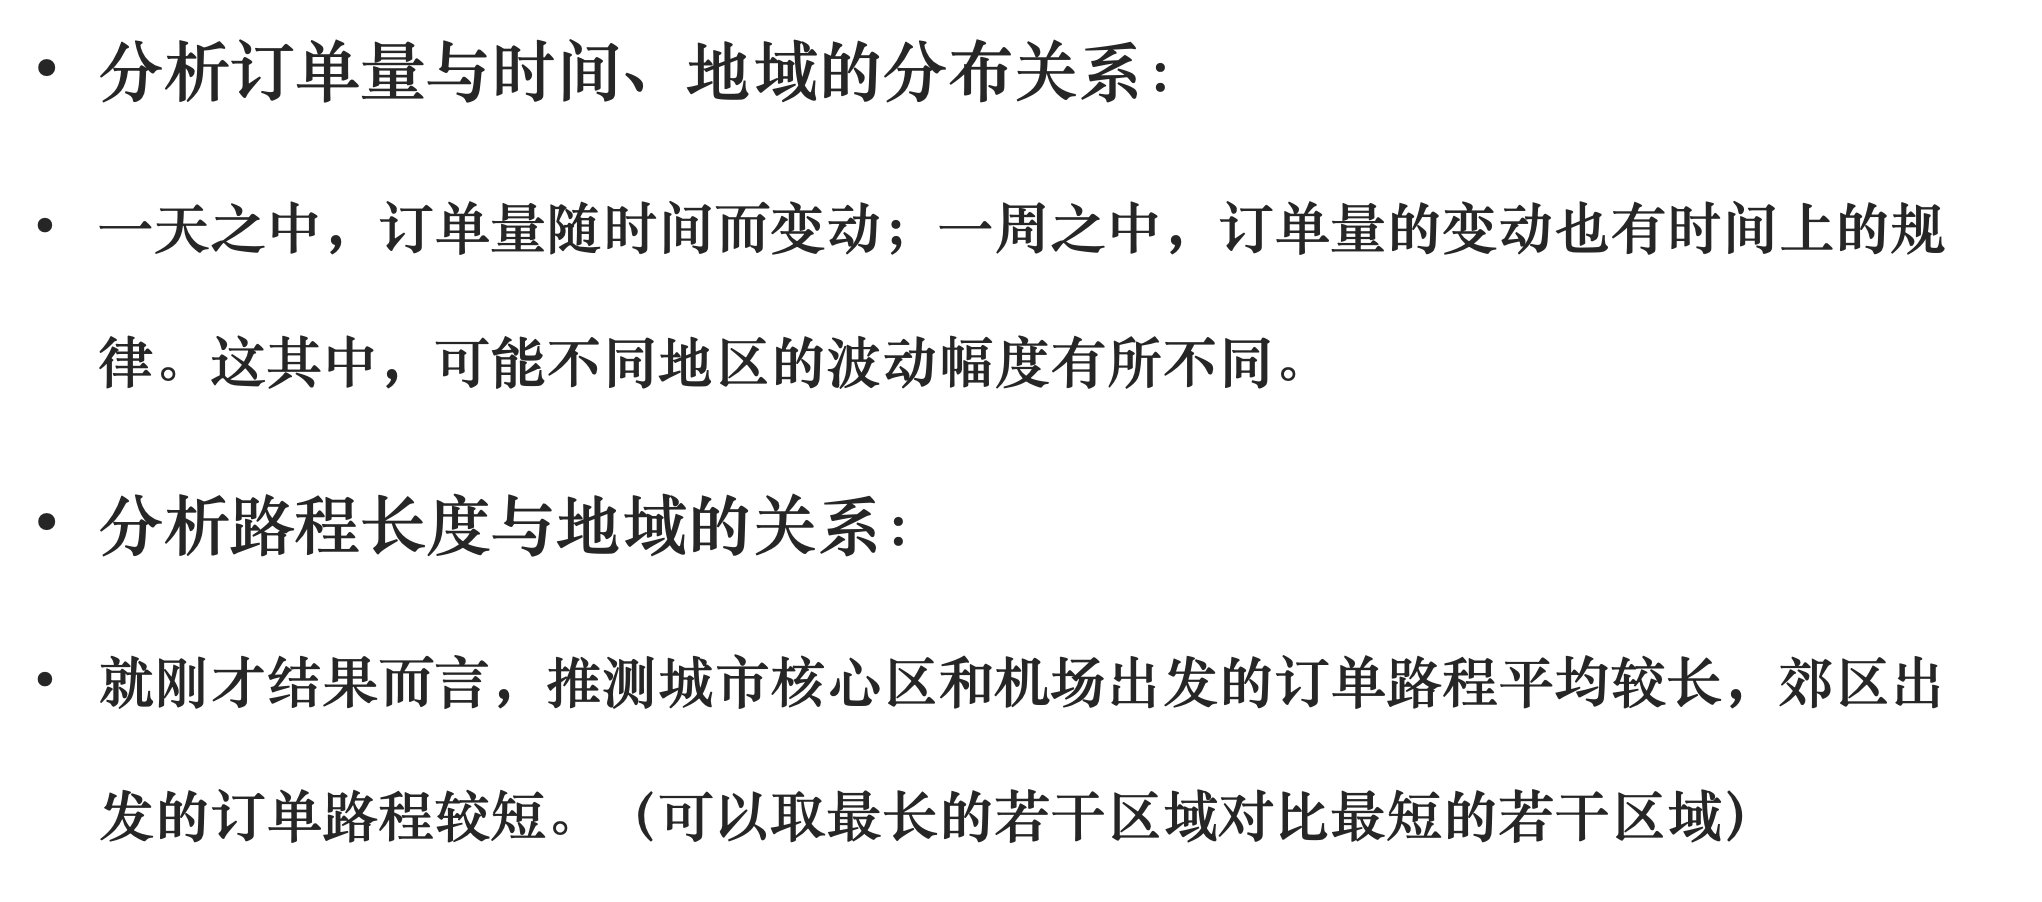 • 分析订单量与时间、地域的分布关系：
• 一天之中，订单量随时间而变动；一周之中，订单量的变动也有时间上的规
律。这其中，可能不同地区的波动幅度有所不同。
• 分析路程长度与地域的关系：
• 就刚才结果而言，推测城市核心区和机场出发的订单路程平均较长，郊区出
发的订单路程较短。（可以取最长的若干区域对比最短的若干区域）